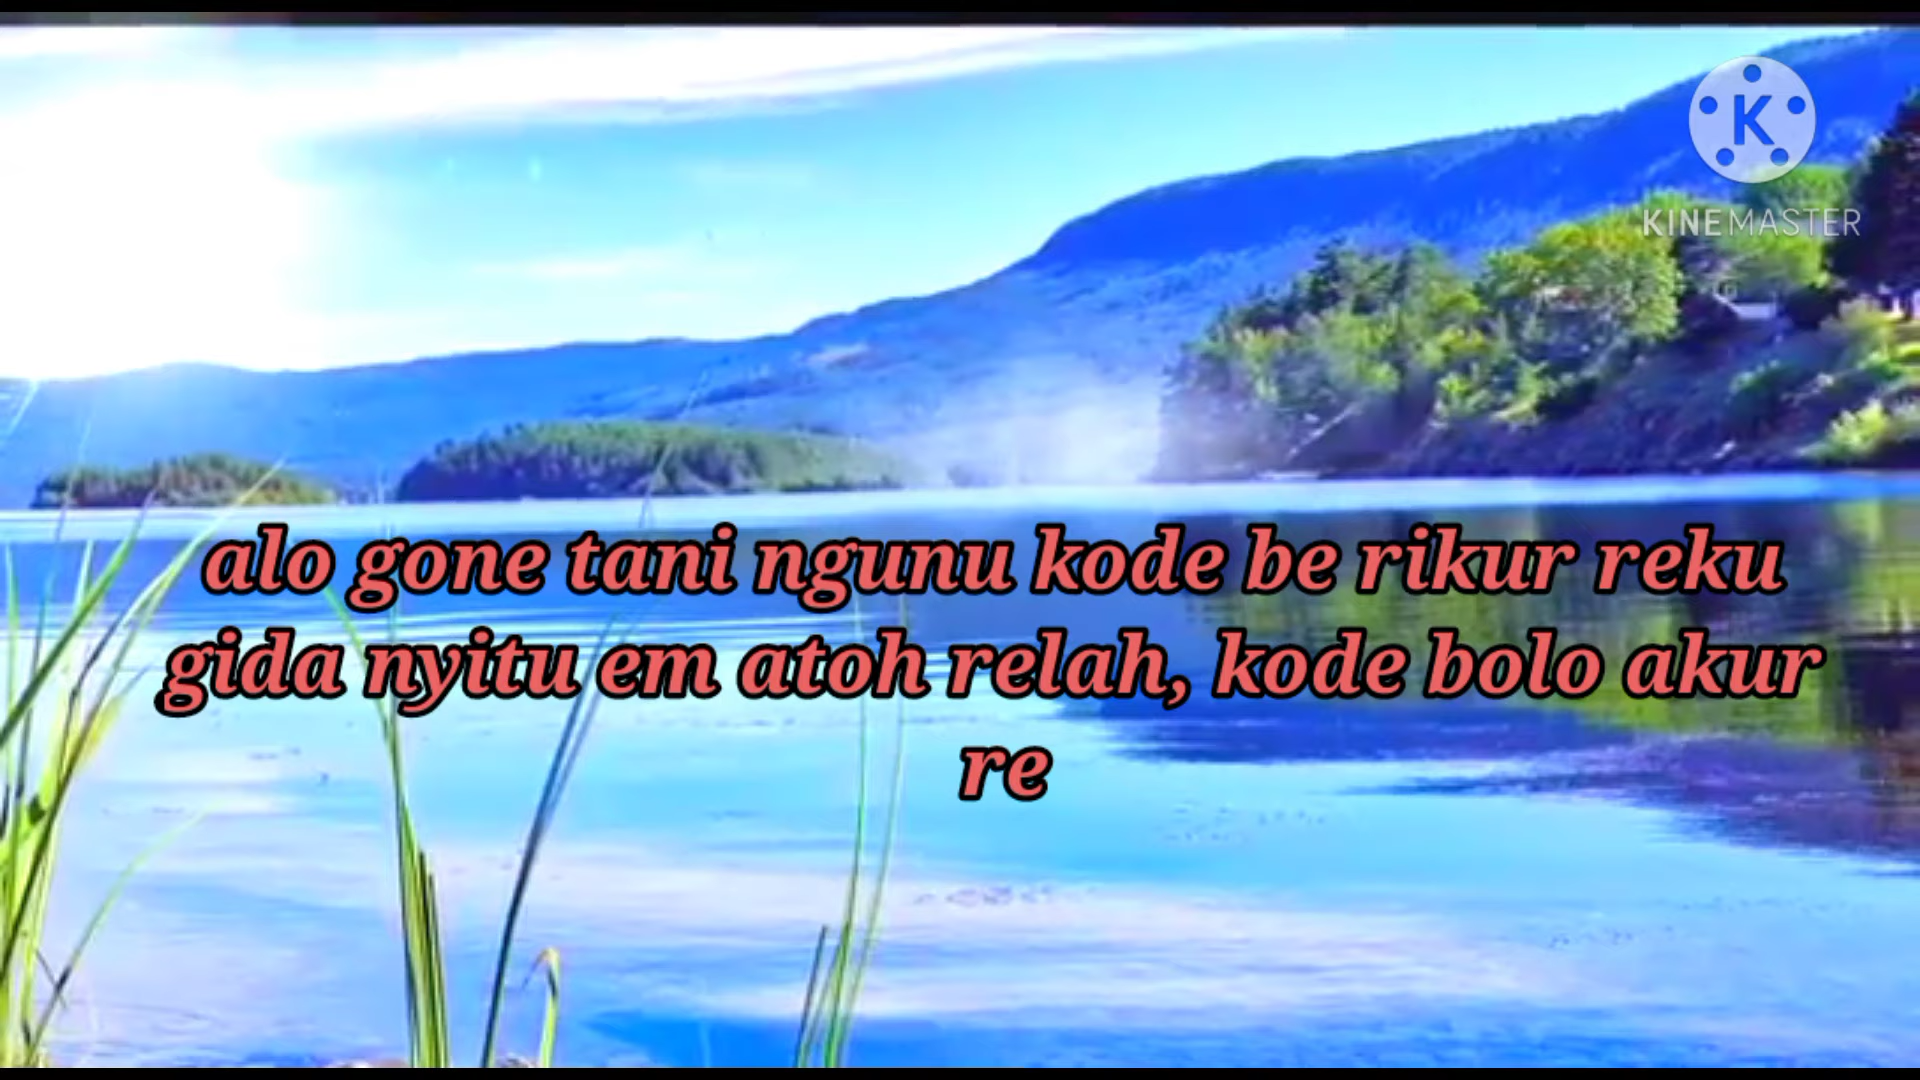 K
KINEMASTER
alo gone tani ngunu kode be rikur reku
gida nyitu em atoh relah, kode bolo akur
re